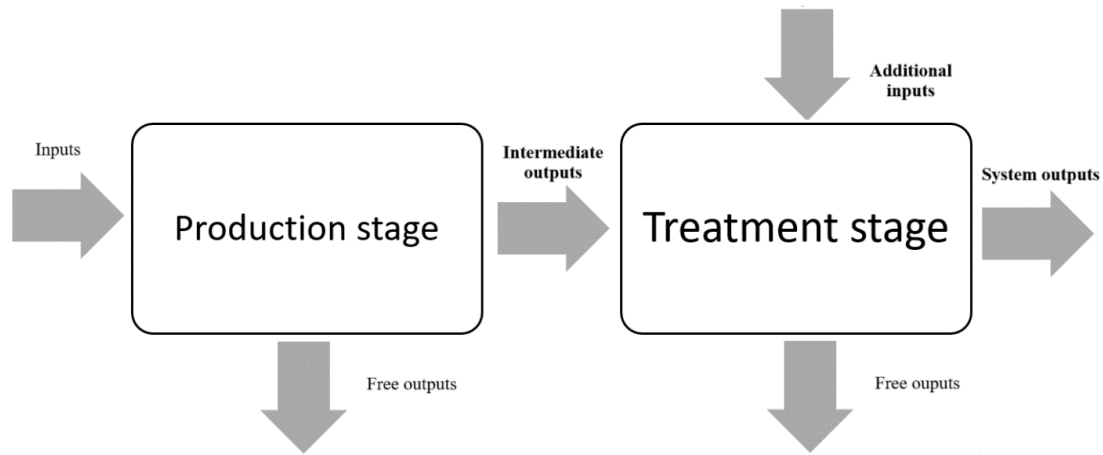 Additional
inputs
Inputs
Intermediate
outputs
System outputs
Production stage
Treatment stage
Free outputs
Free ouputs